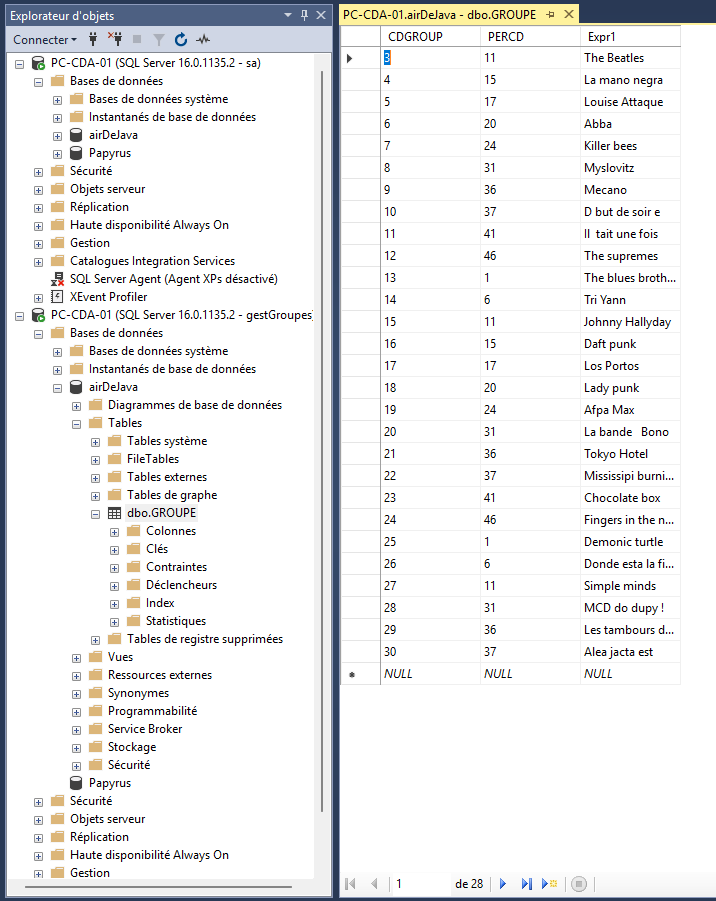 Explorateur d'objets
Connecter
PC-CDA-01 (SQL Server 16.0.1135.2 - sa)
Bases de données
Bases de données système
Instantanés de base de données
airDeJava
Papyrus
Sécurité
Objets serveur
Réplication
Haute disponibilité Always On
Gestion
Catalogues Integration Services
SQL Server Agent (Agent XPs désactivé)
XEvent Profiler
PC-CDA-01 (SQL Server 16.0.1135.2 - gestGroupes)
Bases de données
Bases de données système
Instantanés de base de données
airDeJava
Diagrammes de base de données
Tables
Tables système
FileTables
Tables externes
Tables de graphe
dbo.GROUPE
Colonnes
Clés
Contraintes
Déclencheurs
Index
Statistiques
Tables de registre supprimées
Vues
Ressources externes
Synonymes
Programmabilité
Service Broker
Stockage
Sécurité
Papyrus
Sécurité
Objets serveur
Réplication
Haute disponibilité Always On
Gestion
PC-CDA-01.airDeJava - dbo.GROUPE
CDGROUP PERCD Expr1
3 11 The Beatles
4 15 La mano negra
5 17 Louise Attaque
6 20 Abba
7 24 Killer bees
8 31 Myslovitz
9 36 Mecano
10 37 D but de soir e
11 41 Il  tait une fois
12 46 The supremes
13 1 The blues broth...
14 6 Tri Yann
15 11 Johnny Hallyday
16 15 Daft punk
17 17 Los Portos
18 20 Lady punk
19 24 Afpa Max
20 31 La bande   Bono
21 36 Tokyo Hotel
22 37 Mississipi burni...
23 41 Chocolate box
24 46 Fingers in the n...
25 1 Demonic turtle
26 6 Donde esta la fi...
27 11 Simple minds
28 31 MCD do dupy !
29 36 Les tambours d...
30 37 Alea jacta est
NULL NULL NULL
1 de 28